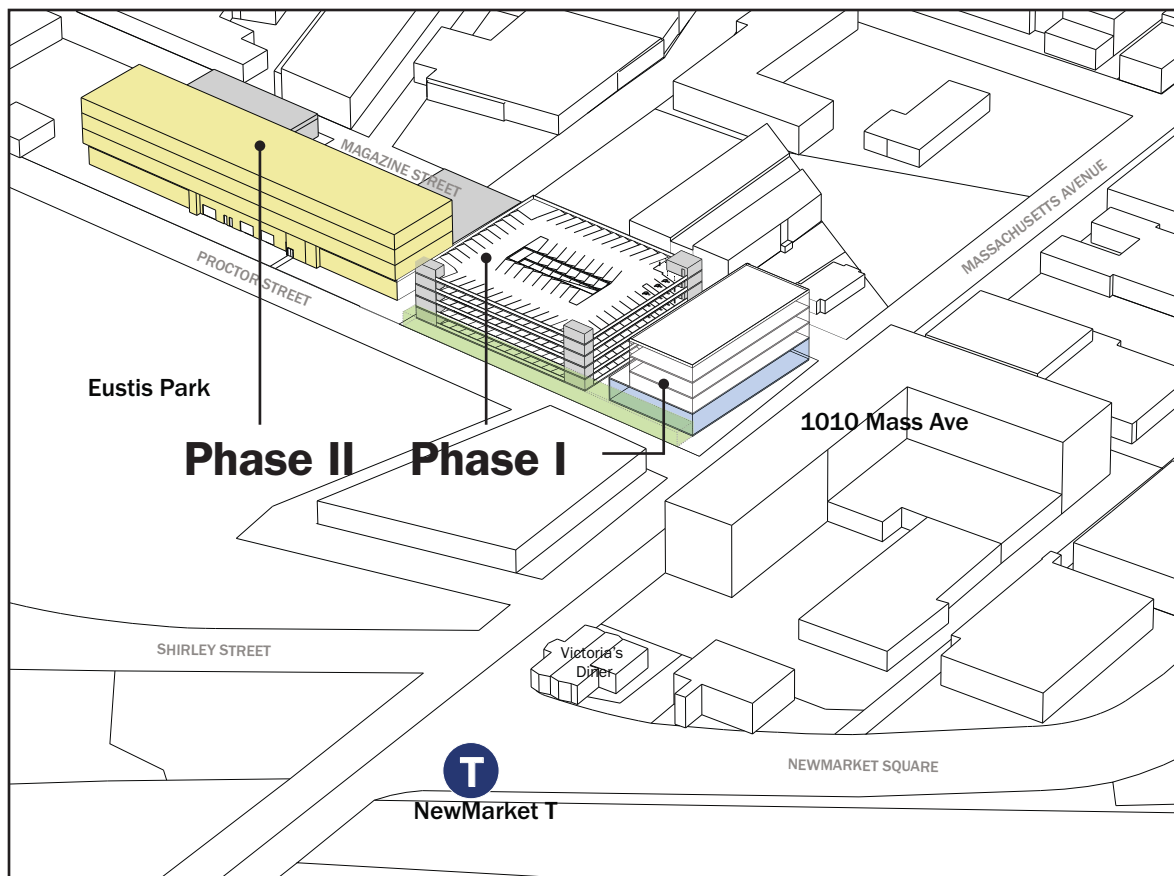 MAGAZINE STREET
MASSACHUSETTS AVENUE
PROCTOR STREET
Eustis Park
1010 Mass Ave
Phase II
Phase I
SHIRLEY STREET
Victoria's
Diner
NEWMARKET SQUARE
T
NewMarket T